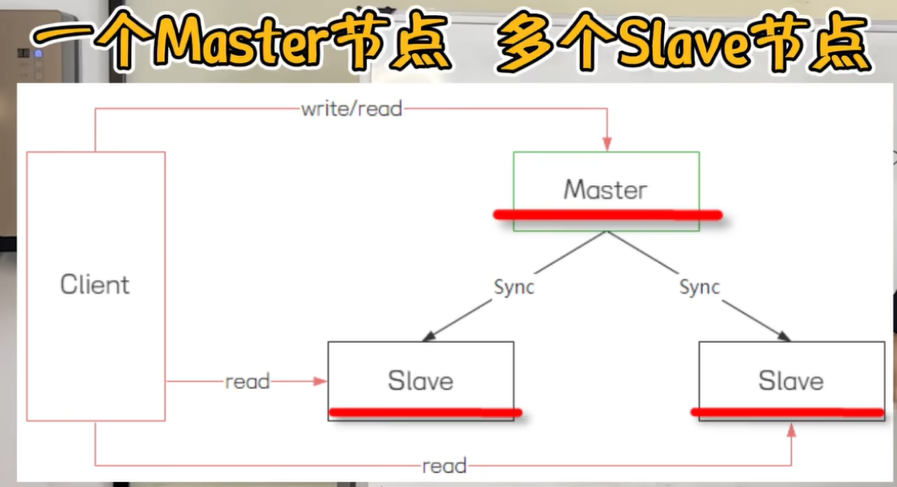 一个Master节点 多个Slave节点
write/read
Master
Client
Sync Sync
Slave Slave
read
read